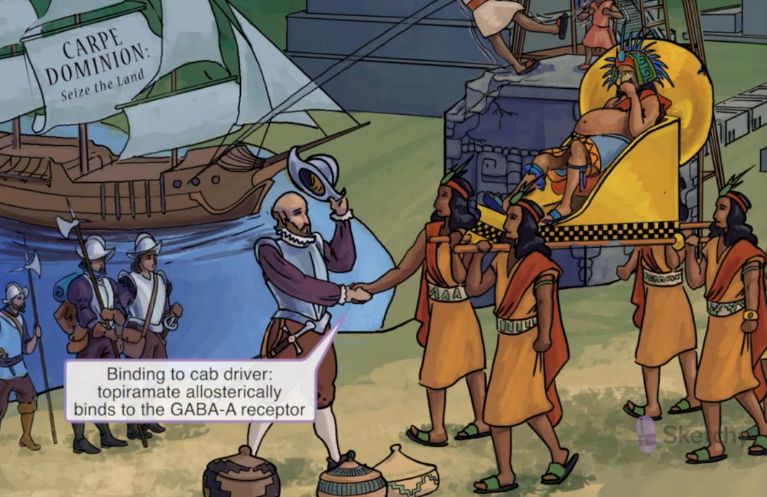 CARPE
DOMINION:
Seize the Land
Binding to cab driver:
topiramate allosterically
binds to the GABA-A receptor